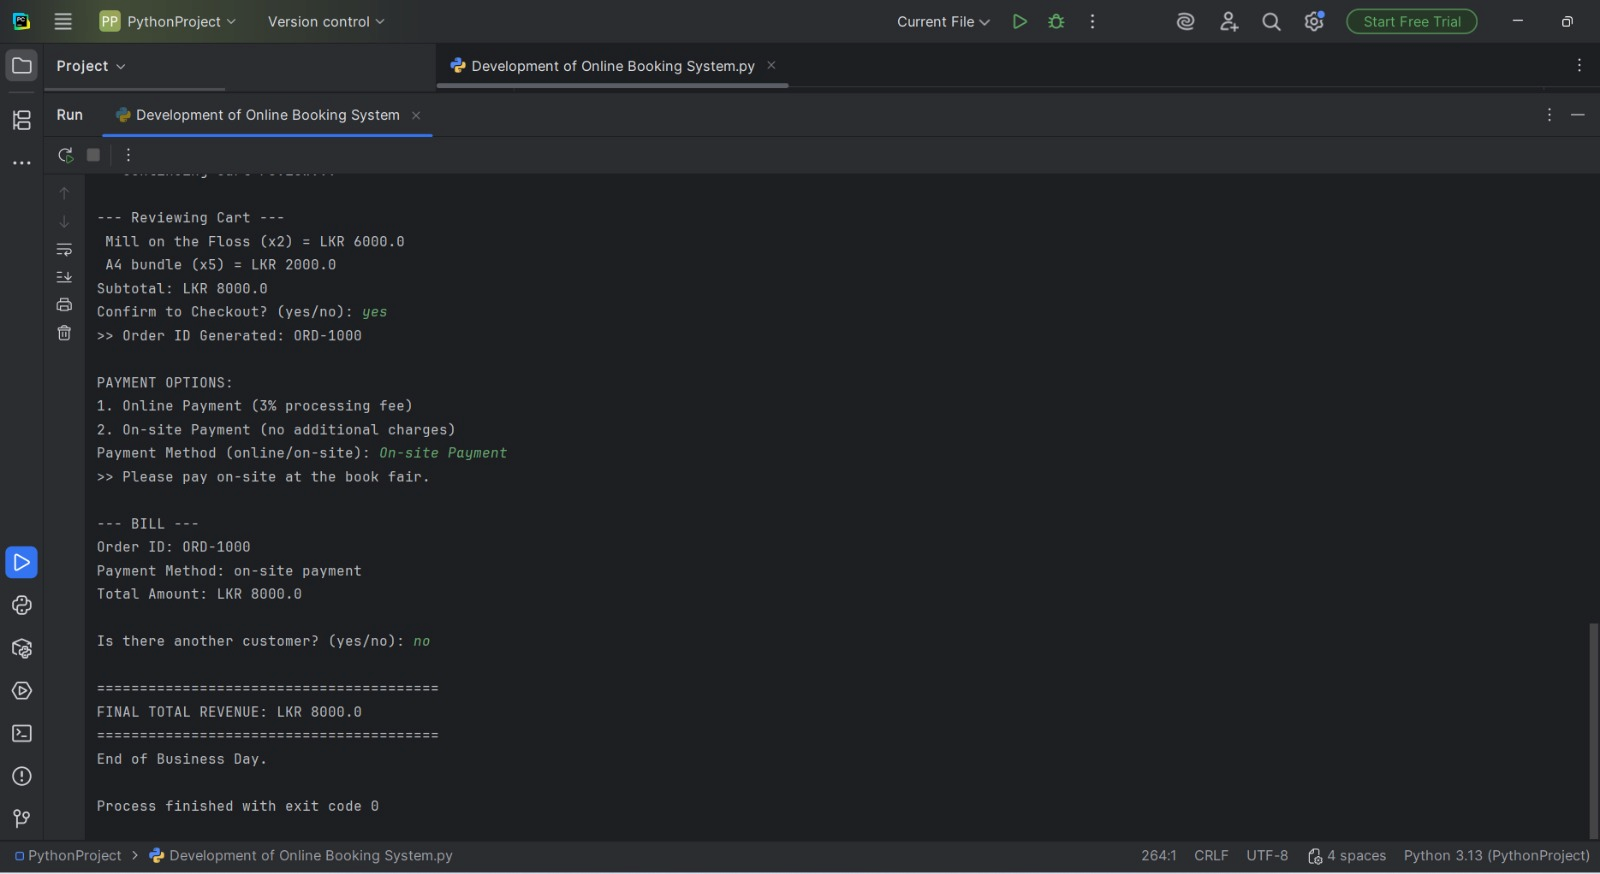 PC
PP PythonProject
Version control
Current File
Start Free Trial
Project
Development of Online Booking System.py
Run
Development of Online Booking System
--- Reviewing Cart ---
Mill on the Floss (x2) = LKR 6000.0
A4 bundle (x5) = LKR 2000.0
Subtotal: LKR 8000.0
Confirm to Checkout? (yes/no): yes
>> Order ID Generated: ORD-1000
PAYMENT OPTIONS:
1. Online Payment (3% processing fee)
2. On-site Payment (no additional charges)
Payment Method (online/on-site): On-site Payment
>> Please pay on-site at the book fair.
--- BILL ---
Order ID: ORD-1000
Payment Method: on-site payment
Total Amount: LKR 8000.0
Is there another customer? (yes/no): no
========================================
FINAL TOTAL REVENUE: LKR 8000.0
========================================
End of Business Day.
Process finished with exit code 0
PythonProject > Development of Online Booking System.py
264:1 CRLF UTF-8 4 spaces Python 3.13 (PythonProject)